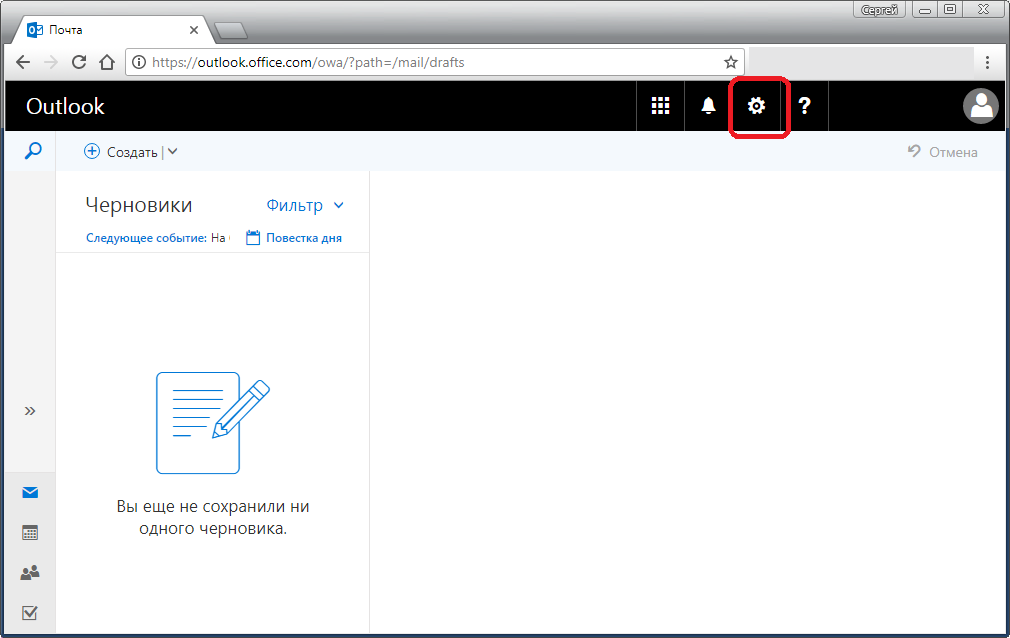 Сергей
Почта
https://outlook.office.com/owa/?path=/mail/drafts
Outlook
?
Создать
Отмена
Черновики
Фильтр
Следующее событие: На
Повестка дня
Вы еще не сохранили ни
одного черновика.